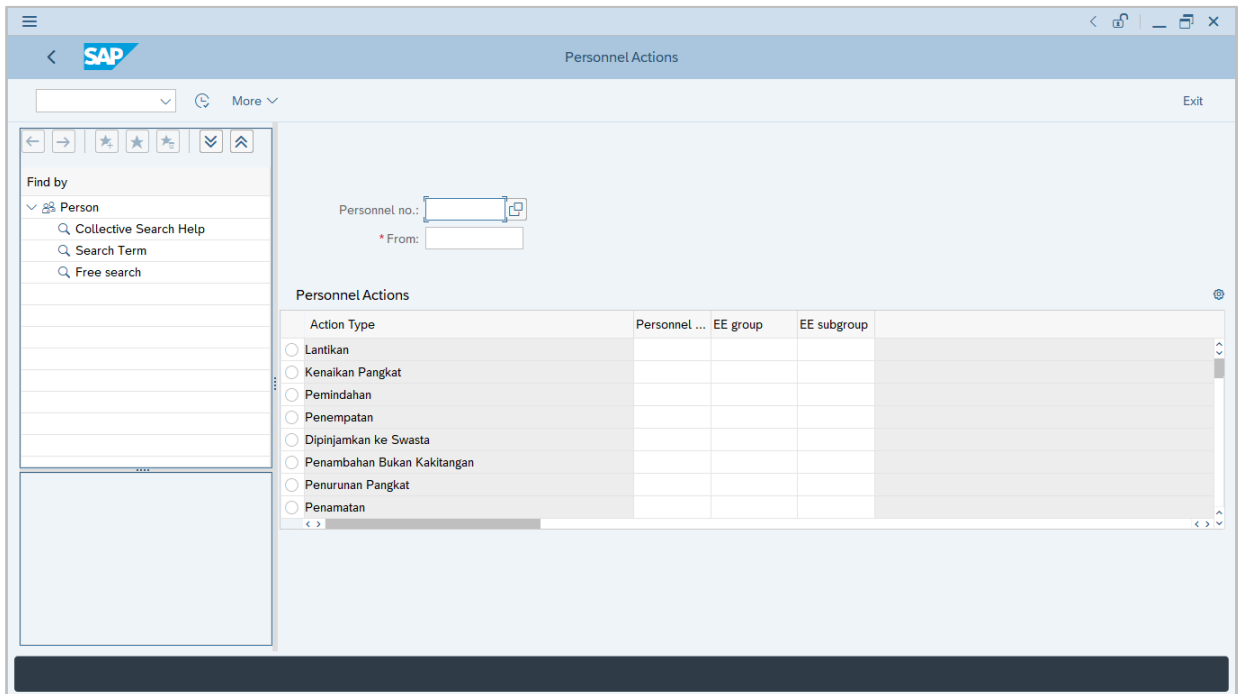 SAP
Personnel Actions
More
Exit
Find by
Person
Collective Search Help
Search Term
Free search
Personnel no.:
* From:
Personnel Actions
Action Type Personnel ... EE group EE subgroup
Lantikan
Kenaikan Pangkat
Pemindahan
Penempatan
Dipinjamkan ke Swasta
Penambahan Bukan Kakitangan
Penurunan Pangkat
Penamatan